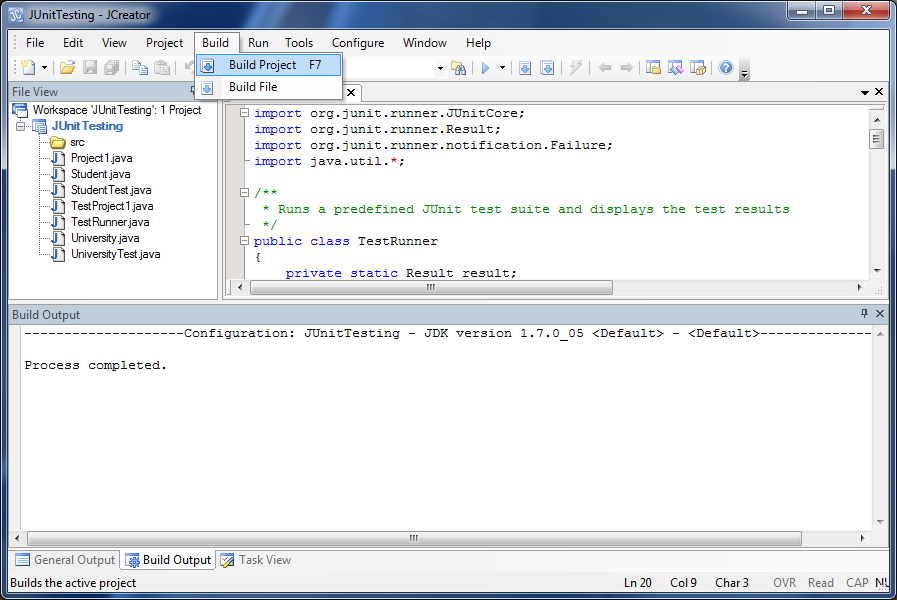 JUnitTesting - JCreator
File Edit View Project Build Run Tools Configure Window Help
Build Project F7
Build File
File View
Workspace 'JUnitTesting': 1 Project
JUnitTesting
src
Project1.java
Student.java
StudentTest.java
TestProject1.java
TestRunner.java
University.java
UniversityTest.java
import org.junit.runner.JUnitCore;
import org.junit.runner.Result;
import org.junit.runner.notification.Failure;
import java.util.*;
/**
* Runs a predefined JUnit test suite and displays the test results
*/
public class TestRunner
{
private static Result result;
Build Output
--------------------Configuration: JUnitTesting - JDK version 1.7.0_05 <Default> - <Default>--------------
Process completed.
General Output Build Output Task View
Builds the active project Ln 20 Col 9 Char 3 OVR Read CAP